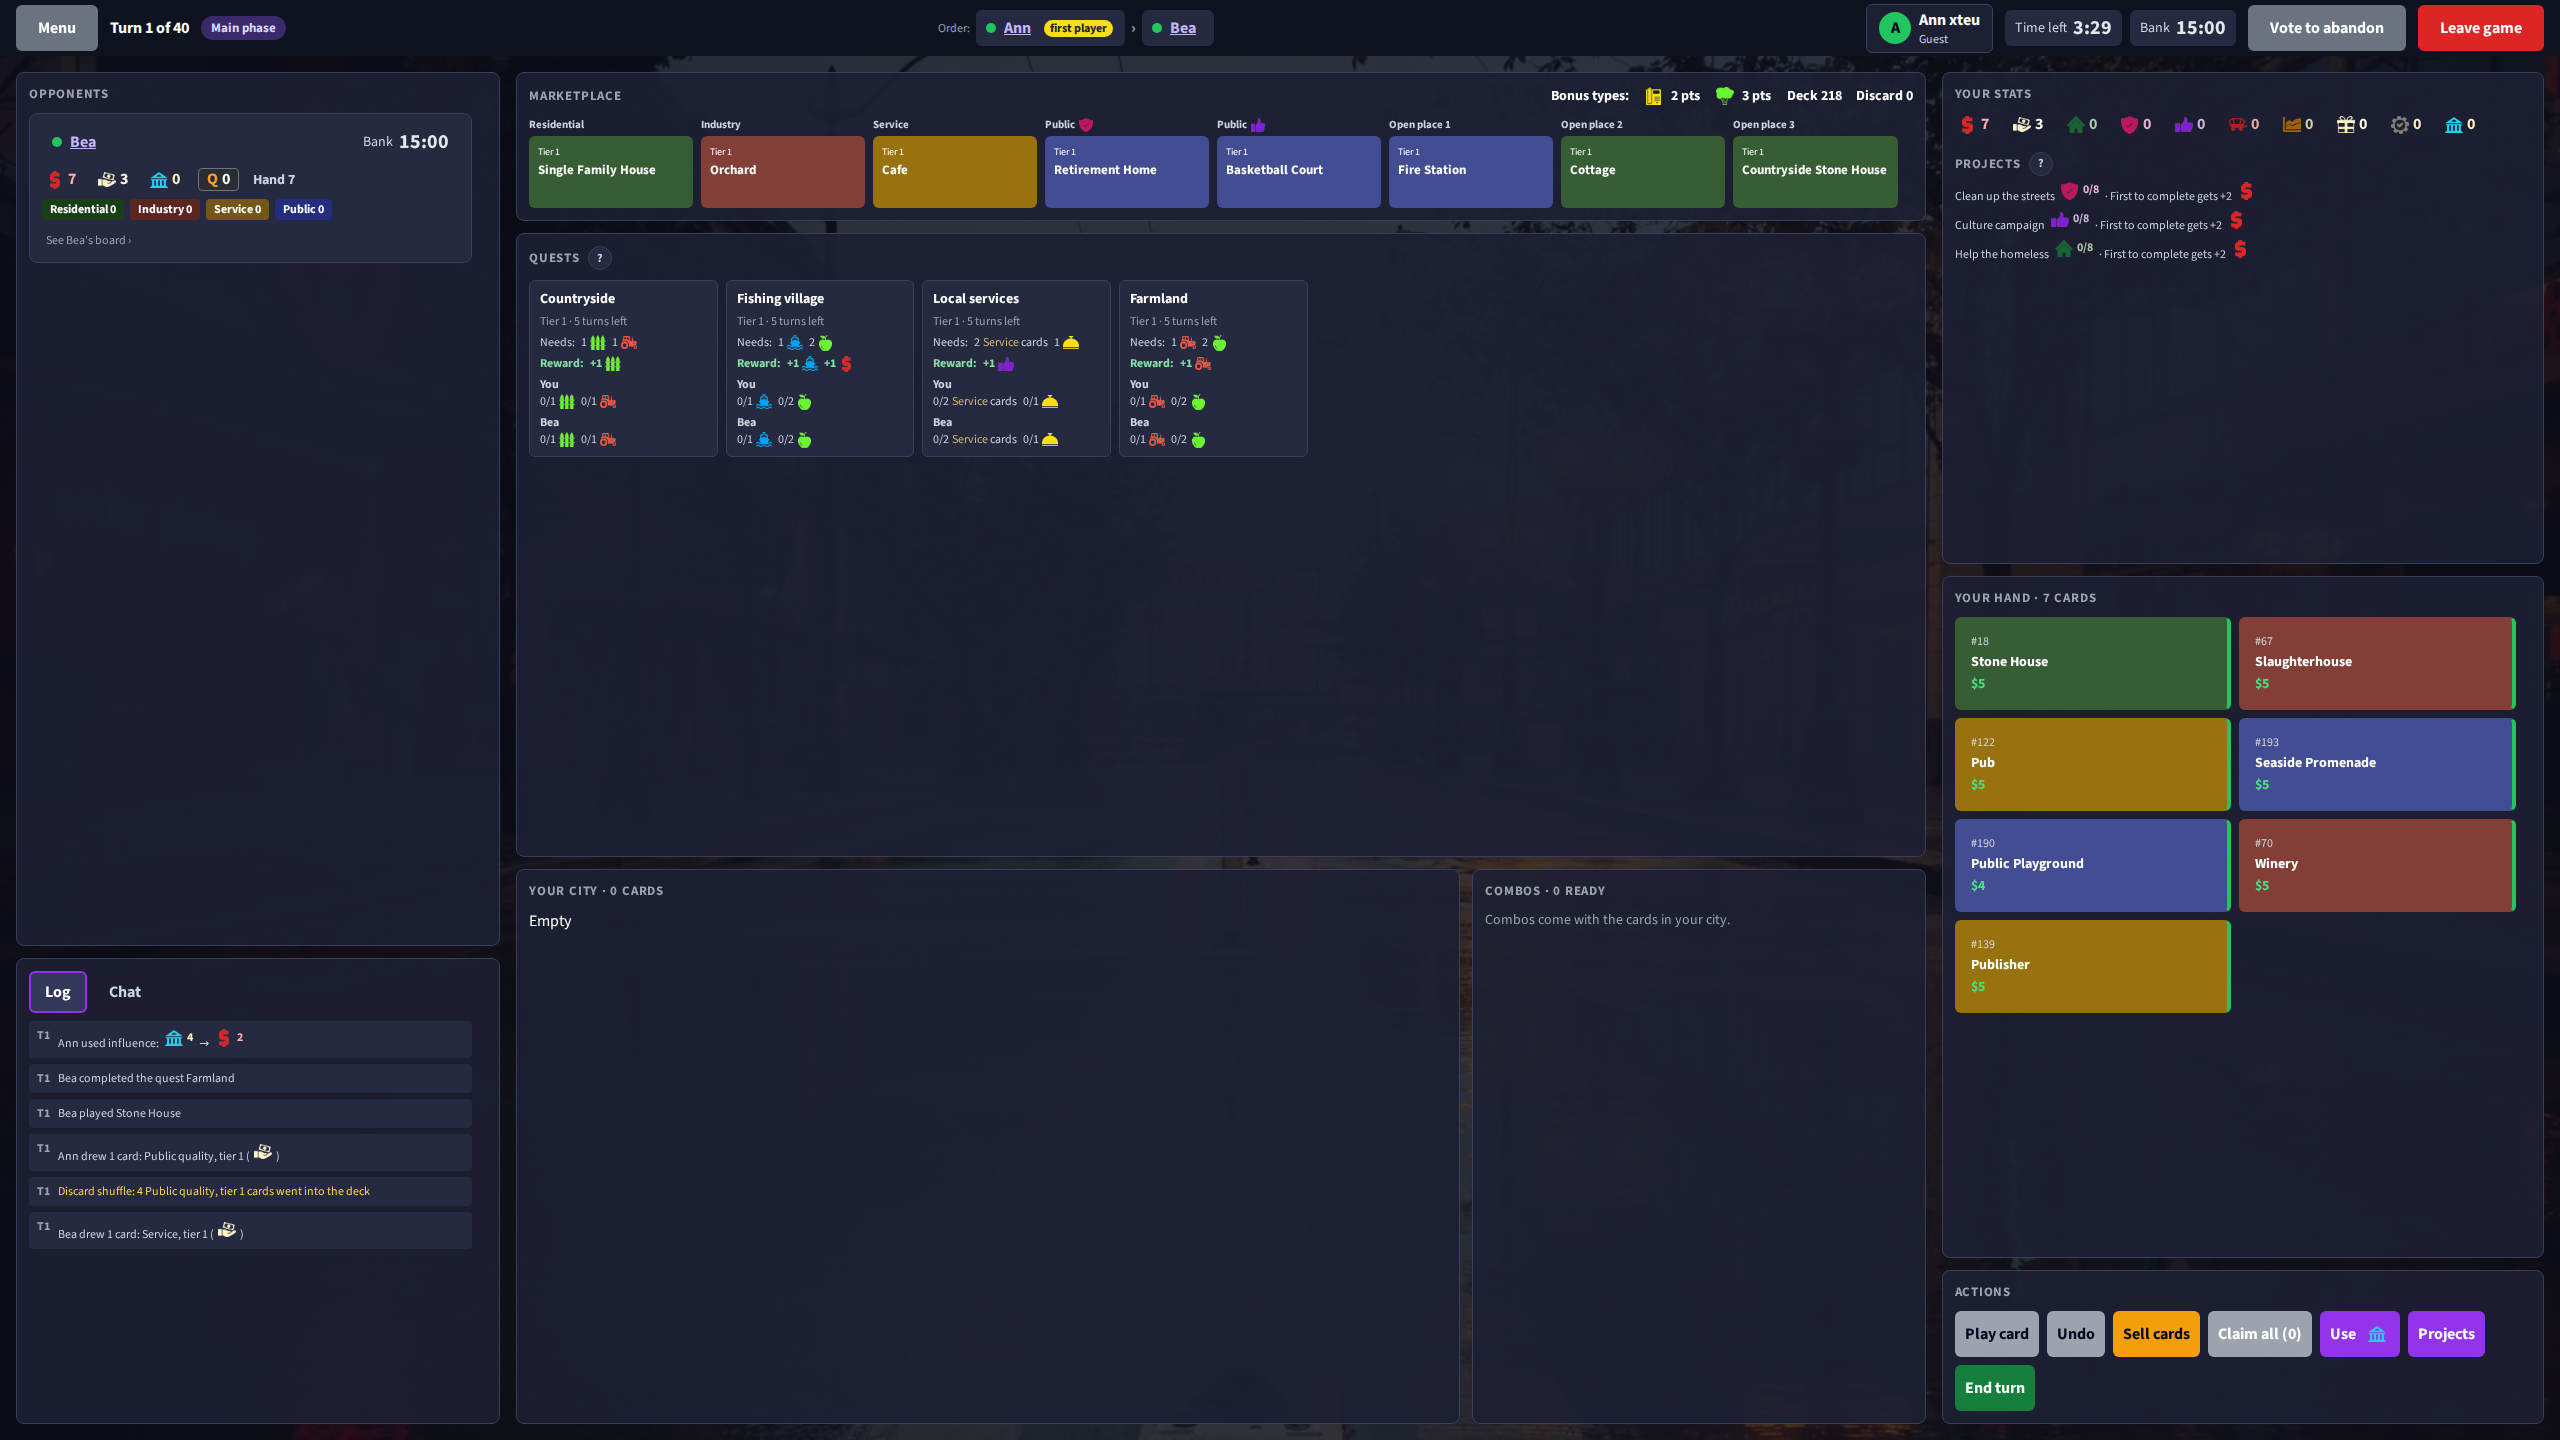 Menu
Turn 1 of 40
Main phase
Order:
Ann
first player
›
Bea
A
Ann xteu
Guest
Time left 3:29
Bank 15:00
Vote to abandon
Leave game
OPPONENTS
Bea
Bank 15:00
7
3
0
Q 0
Hand 7
Residential 0
Industry 0
Service 0
Public 0
See Bea's board ›
MARKETPLACE
Bonus types: 2 pts 3 pts Deck 218 Discard 0
Residential
Tier 1
Single Family House
Industry
Tier 1
Orchard
Service
Tier 1
Cafe
Public
Tier 1
Retirement Home
Public
Tier 1
Basketball Court
Open place 1
Tier 1
Fire Station
Open place 2
Tier 1
Cottage
Open place 3
Tier 1
Countryside Stone House
QUESTS ?
Countryside
Tier 1 · 5 turns left
Needs: 1 1
Reward: +1
You
0/1 0/1
Bea
0/1 0/1
Fishing village
Tier 1 · 5 turns left
Needs: 1 2
Reward: +1 +1
You
0/1 0/2
Bea
0/1 0/2
Local services
Tier 1 · 5 turns left
Needs: 2 Service cards 1
Reward: +1
You
0/2 Service cards 0/1
Bea
0/2 Service cards 0/1
Farmland
Tier 1 · 5 turns left
Needs: 1 2
Reward: +1
You
0/1 0/2
Bea
0/1 0/2
YOUR STATS
7 3 0 0 0 0 0 0 0 0
PROJECTS ?
Clean up the streets 0/8 · First to complete gets +2
Culture campaign 0/8 · First to complete gets +2
Help the homeless 0/8 · First to complete gets +2
YOUR HAND · 7 CARDS
#18
Stone House
$5
#67
Slaughterhouse
$5
#122
Pub
$5
#193
Seaside Promenade
$5
#190
Public Playground
$4
#70
Winery
$5
#139
Publisher
$5
YOUR CITY · 0 CARDS
Empty
COMBOS · 0 READY
Combos come with the cards in your city.
Log
Chat
T1 Ann used influence: 4 → 2
T1 Bea completed the quest Farmland
T1 Bea played Stone House
T1 Ann drew 1 card: Public quality, tier 1 ( )
T1 Discard shuffle: 4 Public quality, tier 1 cards went into the deck
T1 Bea drew 1 card: Service, tier 1 ( )
ACTIONS
Play card
Undo
Sell cards
Claim all (0)
Use
Projects
End turn